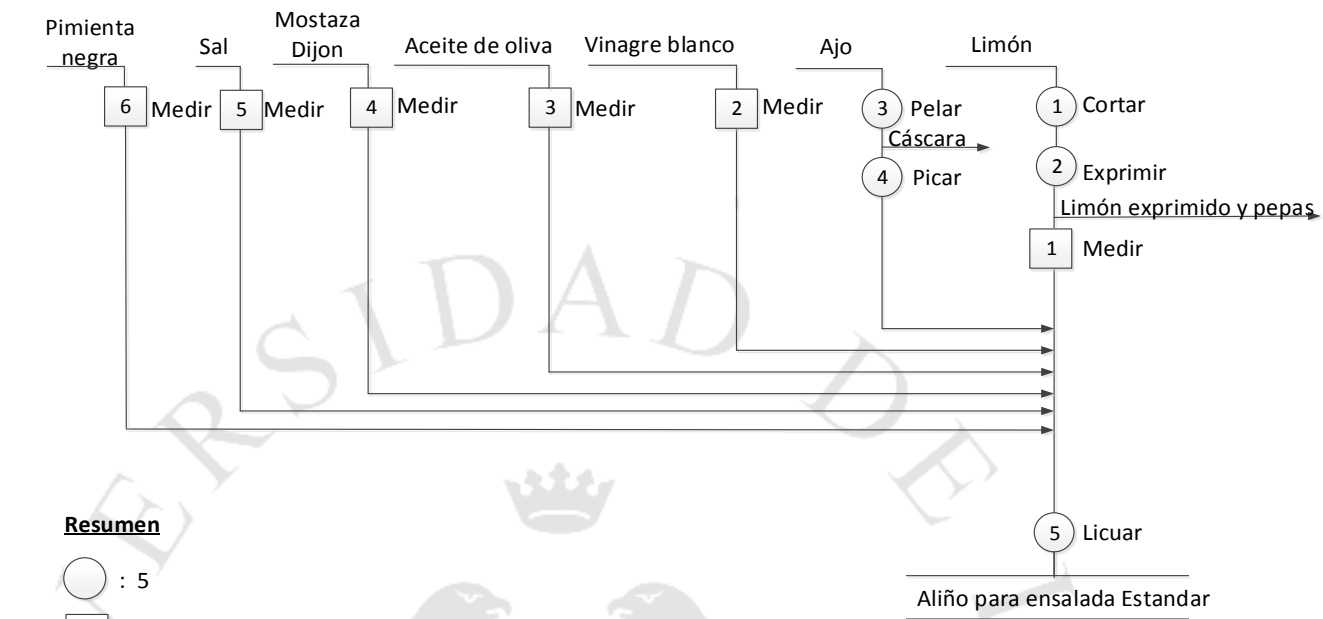 Pimienta
negra
Sal
Mostaza
Dijon
Aceite de oliva
Vinagre blanco
Ajo
Limón
6 Medir
5 Medir
4 Medir
3 Medir
2 Medir
3 Pelar
1 Cortar
Cáscara
4 Picar
2 Exprimir
Limón exprimido y pepas
1 Medir
5 Licuar
Aliño para ensalada Estandar
Resumen
: 5
ERSIDAD DE